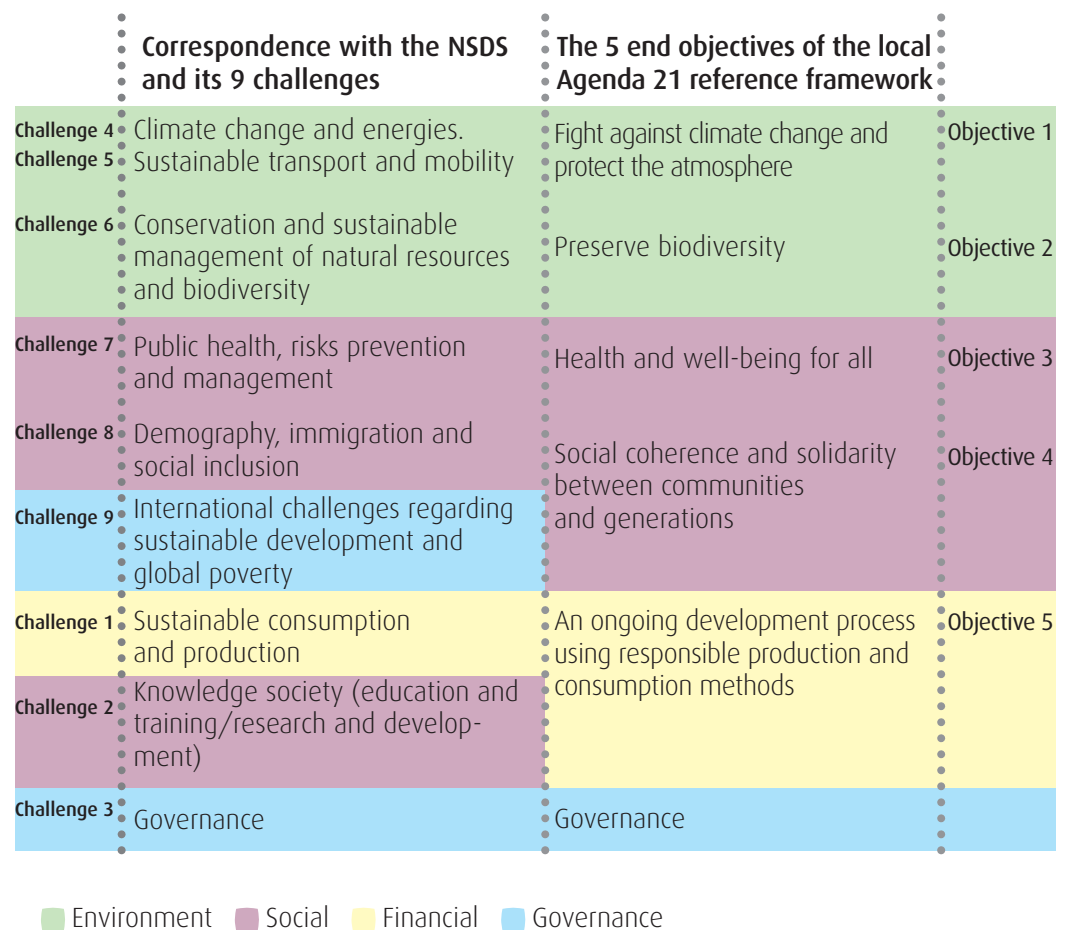 Correspondence with the NSDS
and its 9 challenges
The 5 end objectives of the local
Agenda 21 reference framework
Challenge 4
Climate change and energies.
Challenge 5
Sustainable transport and mobility
Fight against climate change and
protect the atmosphere
Objective 1
Challenge 6
Conservation and sustainable
management of natural resources
and biodiversity
Preserve biodiversity
Objective 2
Challenge 7
Public health, risks prevention
and management
Health and well-being for all
Objective 3
Challenge 8
Demography, immigration and
social inclusion
Social coherence and solidarity
between communities
and generations
Objective 4
Challenge 9
International challenges regarding
sustainable development and
global poverty
Challenge 1
Sustainable consumption
and production
An ongoing development process
using responsible production and
consumption methods
Objective 5
Challenge 2
Knowledge society (education and
training/research and develop-
ment)
Challenge 3
Governance
Governance
Environment
Social
Financial
Governance